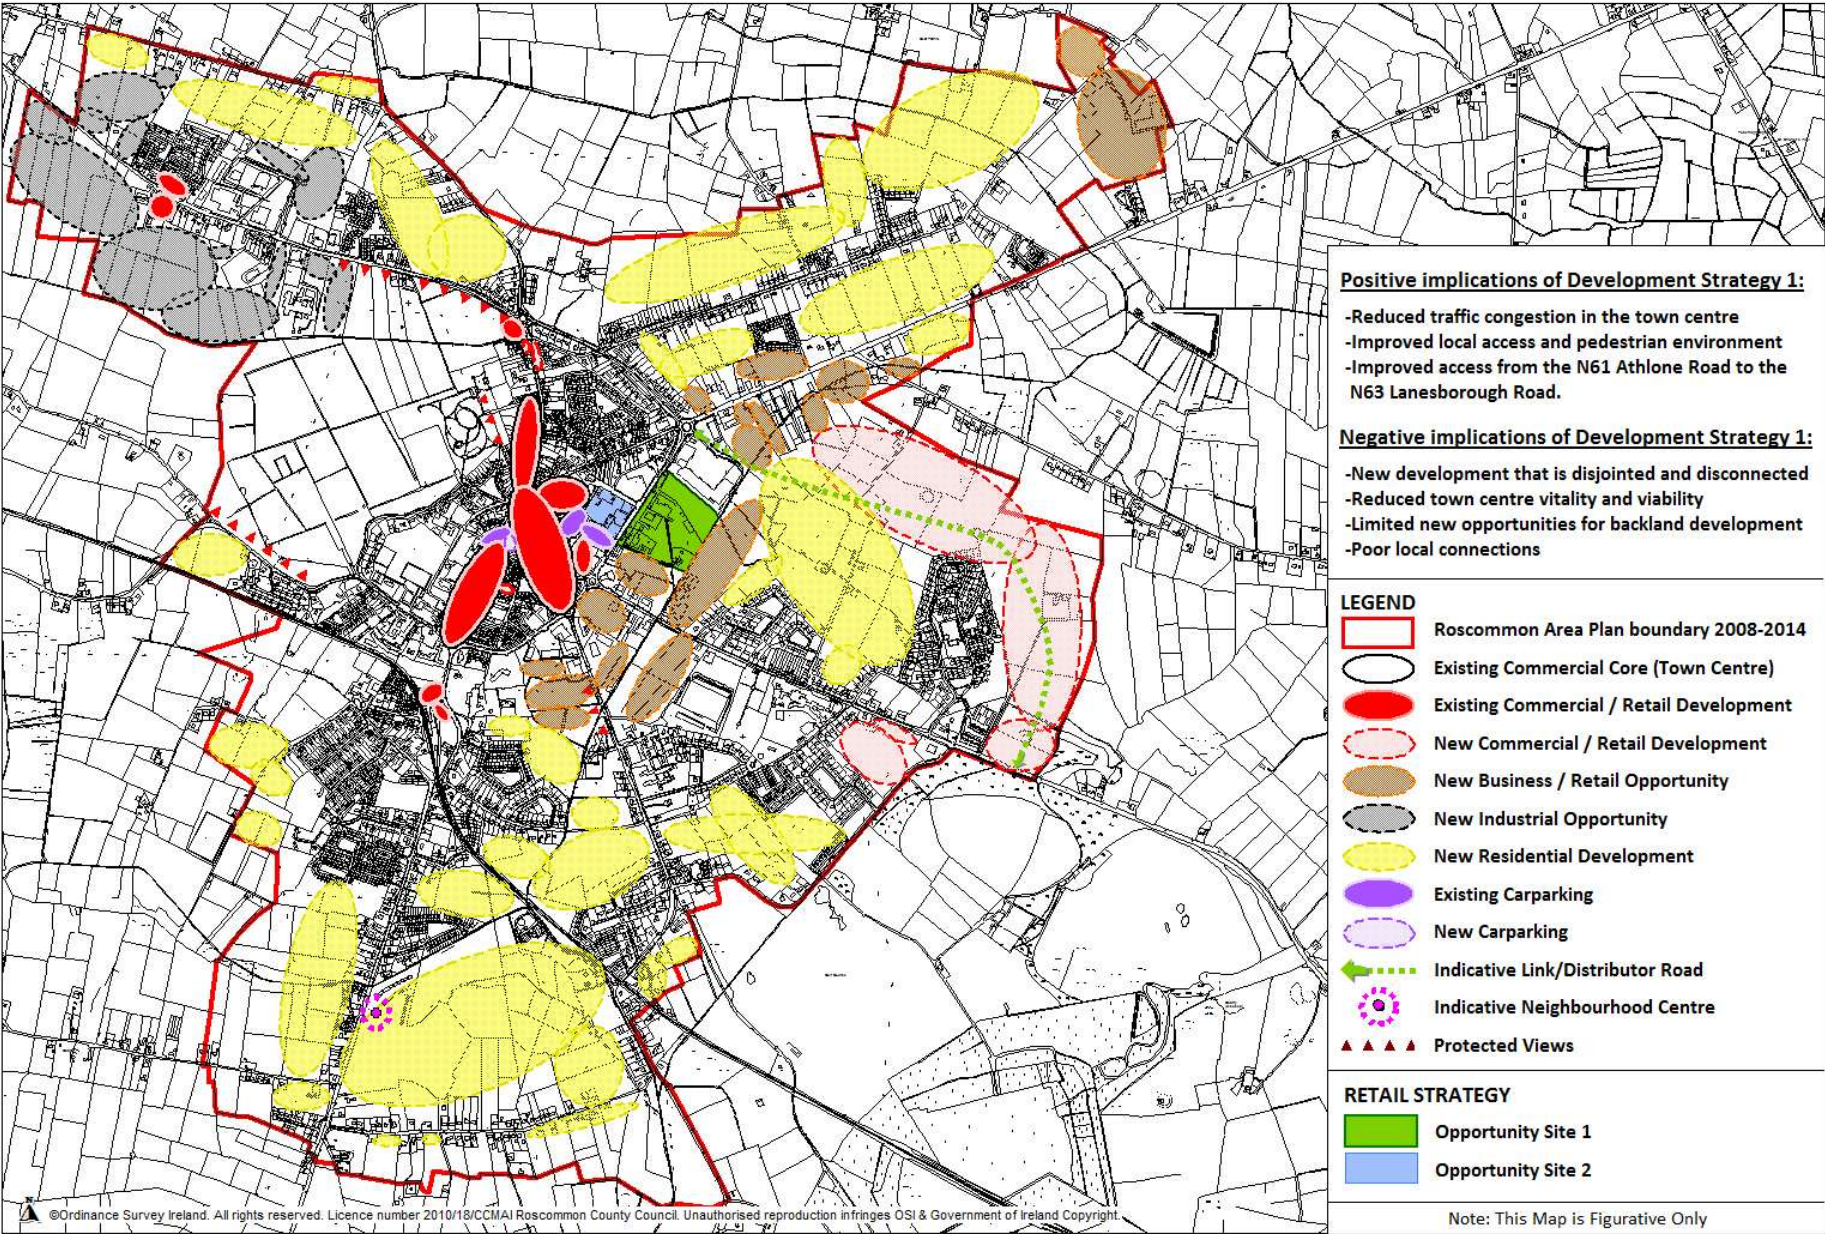 Positive implications of Development Strategy 1:
-Reduced traffic congestion in the town centre
-Improved local access and pedestrian environment
-Improved access from the N61 Athlone Road to the
N63 Lanesborough Road.
Negative implications of Development Strategy 1:
-New development that is disjointed and disconnected
-Reduced town centre vitality and viability
-Limited new opportunities for backland development
-Poor local connections
LEGEND
Roscommon Area Plan boundary 2008-2014
Existing Commercial Core (Town Centre)
Existing Commercial / Retail Development
New Commercial / Retail Development
New Business / Retail Opportunity
New Industrial Opportunity
New Residential Development
Existing Carparking
New Carparking
Indicative Link/Distributor Road
Indicative Neighbourhood Centre
Protected Views
RETAIL STRATEGY
Opportunity Site 1
Opportunity Site 2
Note: This Map is Figurative Only
N
©Ordinance Survey Ireland. All rights reserved. Licence number 2010/18/CCMAI Roscommon County Council. Unauthorised reproduction infringes OSI & Government of Ireland Copyright.